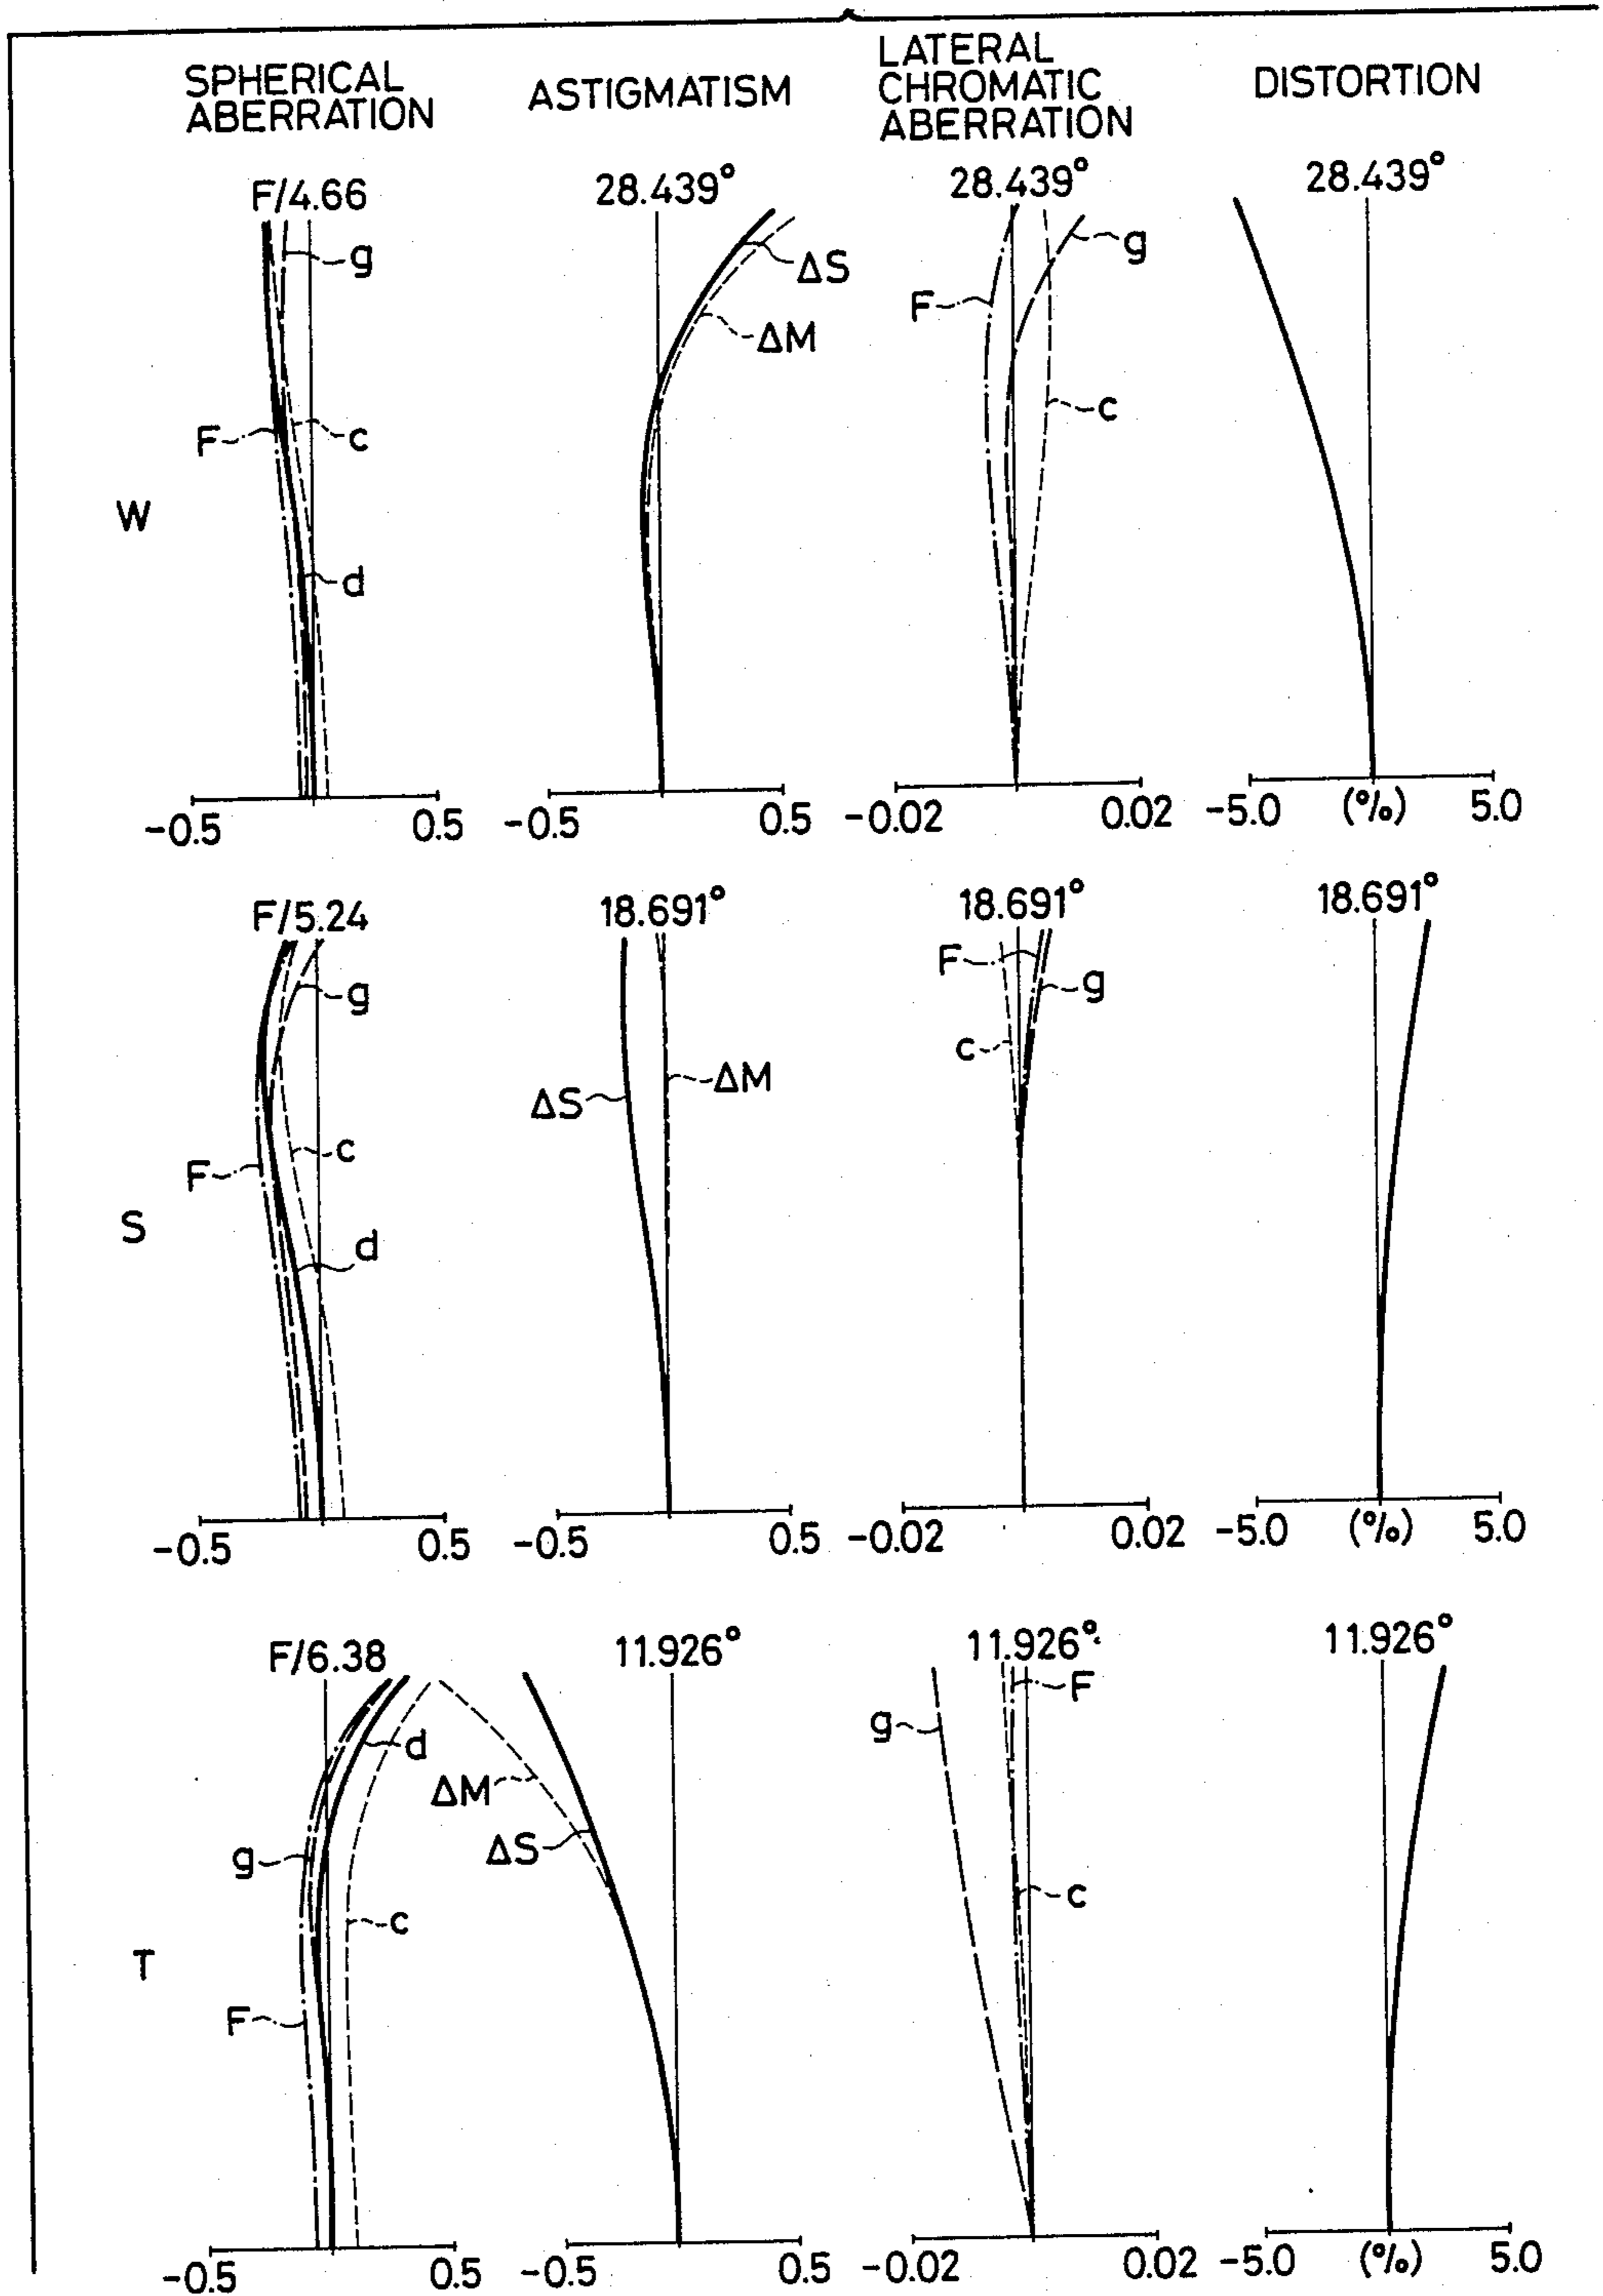 SPHERICAL
ABERRATION
ASTIGMATISM
LATERAL
CHROMATIC
ABERRATION
DISTORTION
W
F/4.66
g
F
c
d
-0.5
0.5
28.439°
ΔS
ΔM
-0.5
0.5
28.439°
g
F
c
-0.02
0.02
28.439°
-5.0
(%)
5.0
S
F/5.24
g
c
F
d
-0.5
0.5
18.691°
ΔM
ΔS
-0.5
0.5
18.691°
F
g
c
-0.02
0.02
18.691°
-5.0
(%)
5.0
T
F/6.38
d
g
c
F
-0.5
0.5
11.926°
ΔM
ΔS
-0.5
0.5
11.926°
F
g
c
-0.02
0.02
11.926°
-5.0
(%)
5.0